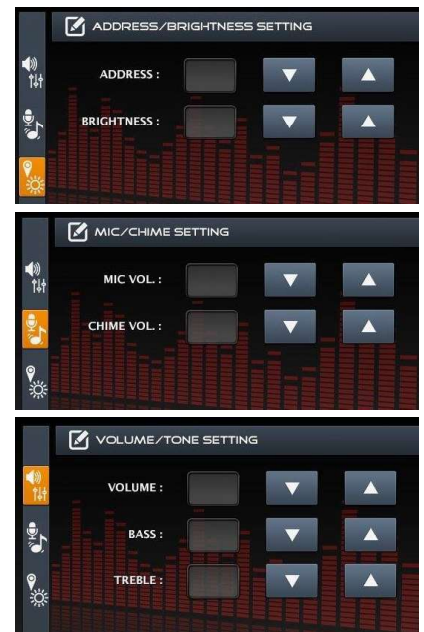 ADDRESS/BRIGHTNESS SETTING
ADDRESS :
BRIGHTNESS :
MIC/CHIME SETTING
MIC VOL. :
CHIME VOL. :
VOLUME/TONE SETTING
VOLUME :
BASS :
TREBLE :